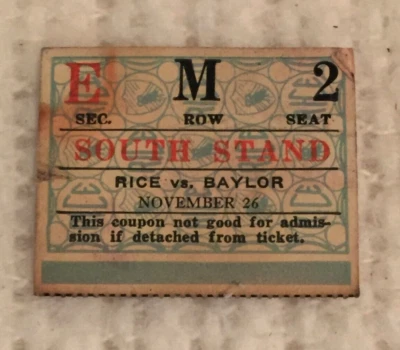 E M 2
SEC. ROW SEAT
SOUTH STAND
RICE vs. BAYLOR
NOVEMBER 26
This coupon not good for admis-
sion if detached from ticket.